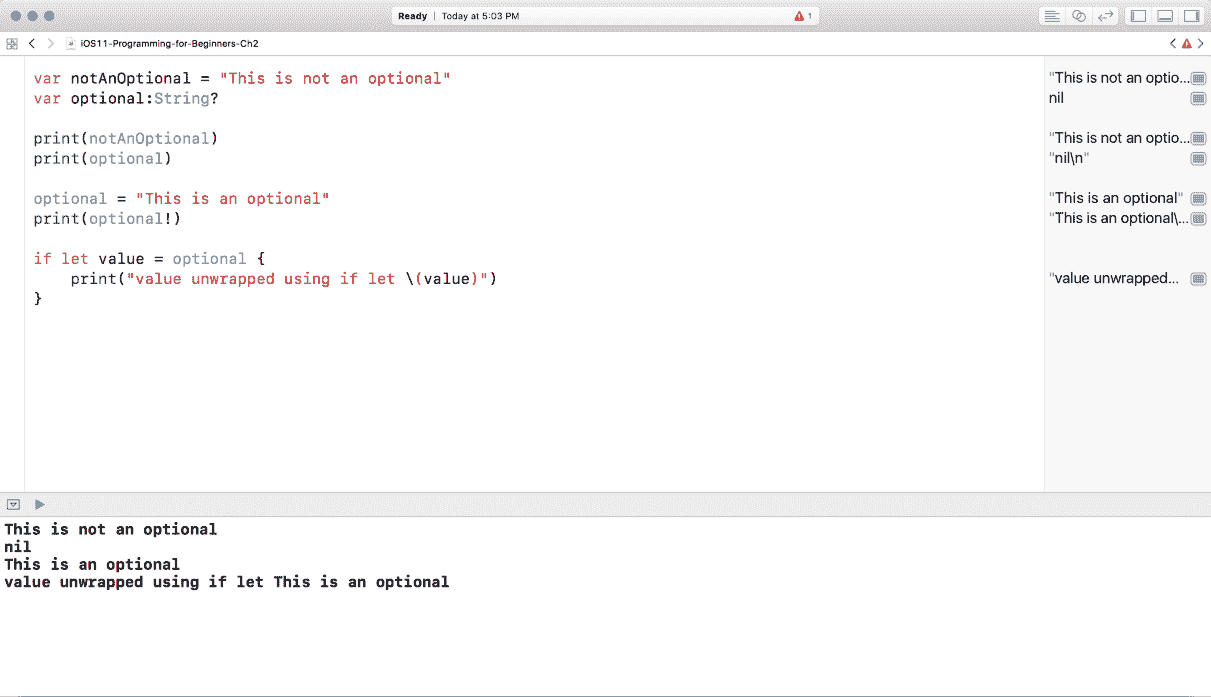 Ready | Today at 5:03 PM 1
iOS11-Programming-for-Beginners-Ch2
var notAnOptional = "This is not an optional"
var optional:String?
print(notAnOptional)
print(optional)
optional = "This is an optional"
print(optional!)
if let value = optional {
    print("value unwrapped using if let \(value)")
}
"This is not an optio...
nil
"This is not an optio...
"nil\n"
"This is an optional"
"This is an optional\...
"value unwrapped...
This is not an optional
nil
This is an optional
value unwrapped using if let This is an optional